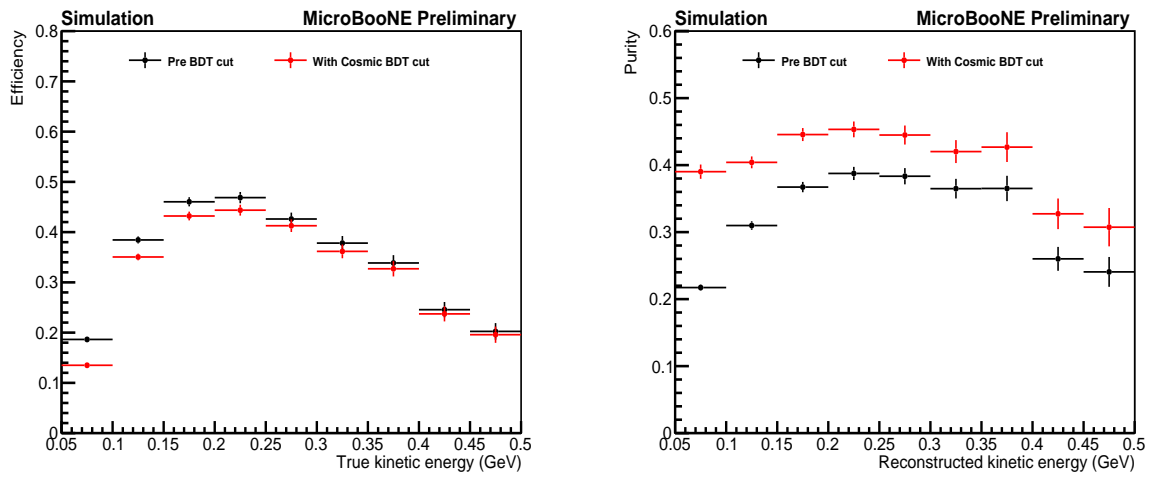 Simulation MicroBooNE Preliminary
Efficiency
Pre BDT cut With Cosmic BDT cut
0.8
0.7
0.6
0.5
0.4
0.3
0.2
0.1
0
0.05 0.1 0.15 0.2 0.25 0.3 0.35 0.4 0.45 0.5
True kinetic energy (GeV)
Simulation MicroBooNE Preliminary
Purity
Pre BDT cut With Cosmic BDT cut
0.6
0.5
0.4
0.3
0.2
0.1
0
0.05 0.1 0.15 0.2 0.25 0.3 0.35 0.4 0.45 0.5
Reconstructed kinetic energy (GeV)